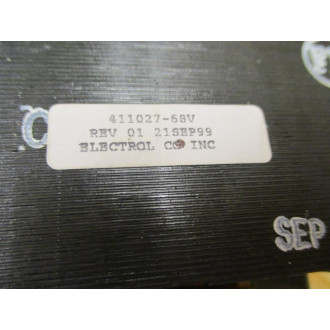 411027-68V
REV 01 21SEP99
ELECTROL CO INC
C
SEP